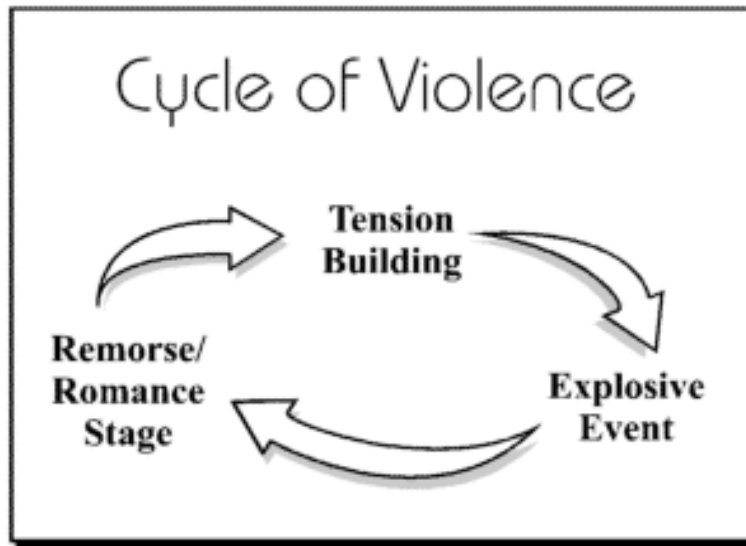 Cycle of Violence
Tension
Building
Explosive
Event
Remorse/
Romance
Stage